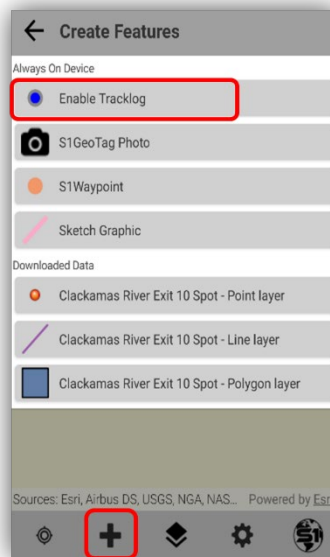 Create Features
Always On Device
Enable Tracklog
S1GeoTag Photo
S1Waypoint
Sketch Graphic
Downloaded Data
Clackamas River Exit 10 Spot - Point layer
Clackamas River Exit 10 Spot - Line layer
Clackamas River Exit 10 Spot - Polygon layer
Sources: Esri, Airbus DS, USGS, NGA, NAS... Powered by Esri
S1